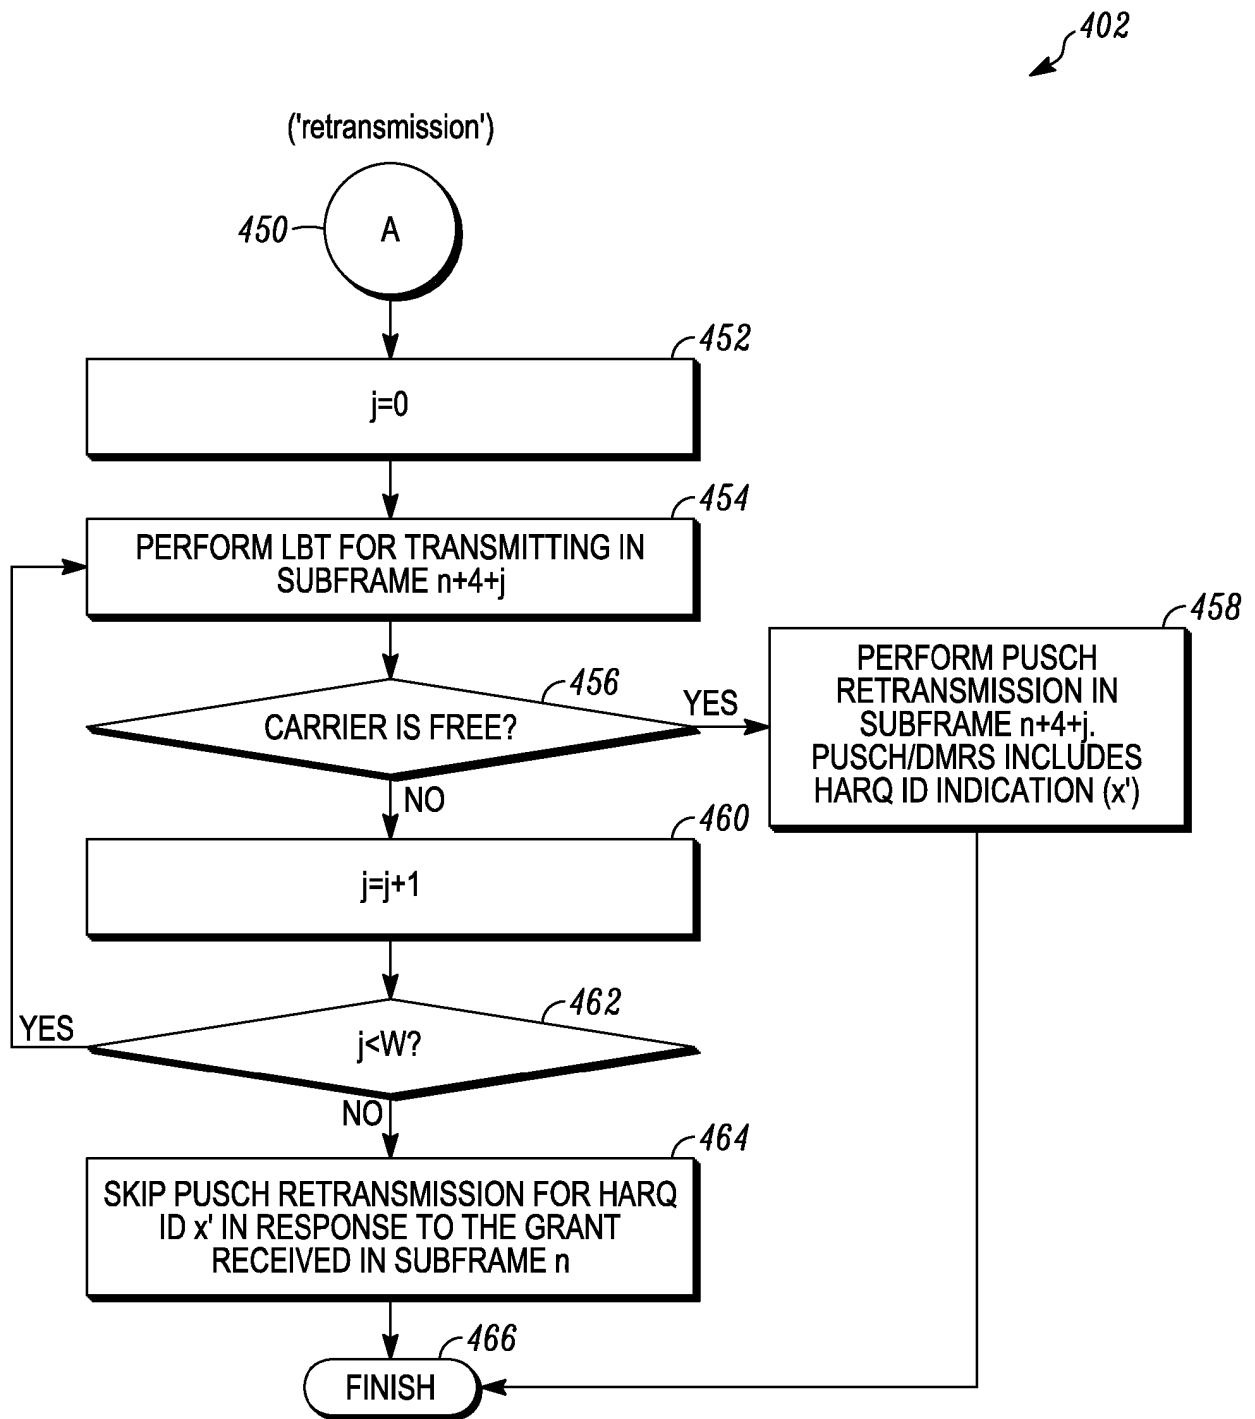 402
('retransmission')
450
A
452
j=0
454
PERFORM LBT FOR TRANSMITTING IN
SUBFRAME n+4+j
456
CARRIER IS FREE?
YES
458
PERFORM PUSCH
RETRANSMISSION IN
SUBFRAME n+4+j.
PUSCH/DMRS INCLUDES
HARQ ID INDICATION (x')
NO
460
j=j+1
462
j<W?
YES
NO
464
SKIP PUSCH RETRANSMISSION FOR HARQ
ID x' IN RESPONSE TO THE GRANT
RECEIVED IN SUBFRAME n
466
FINISH